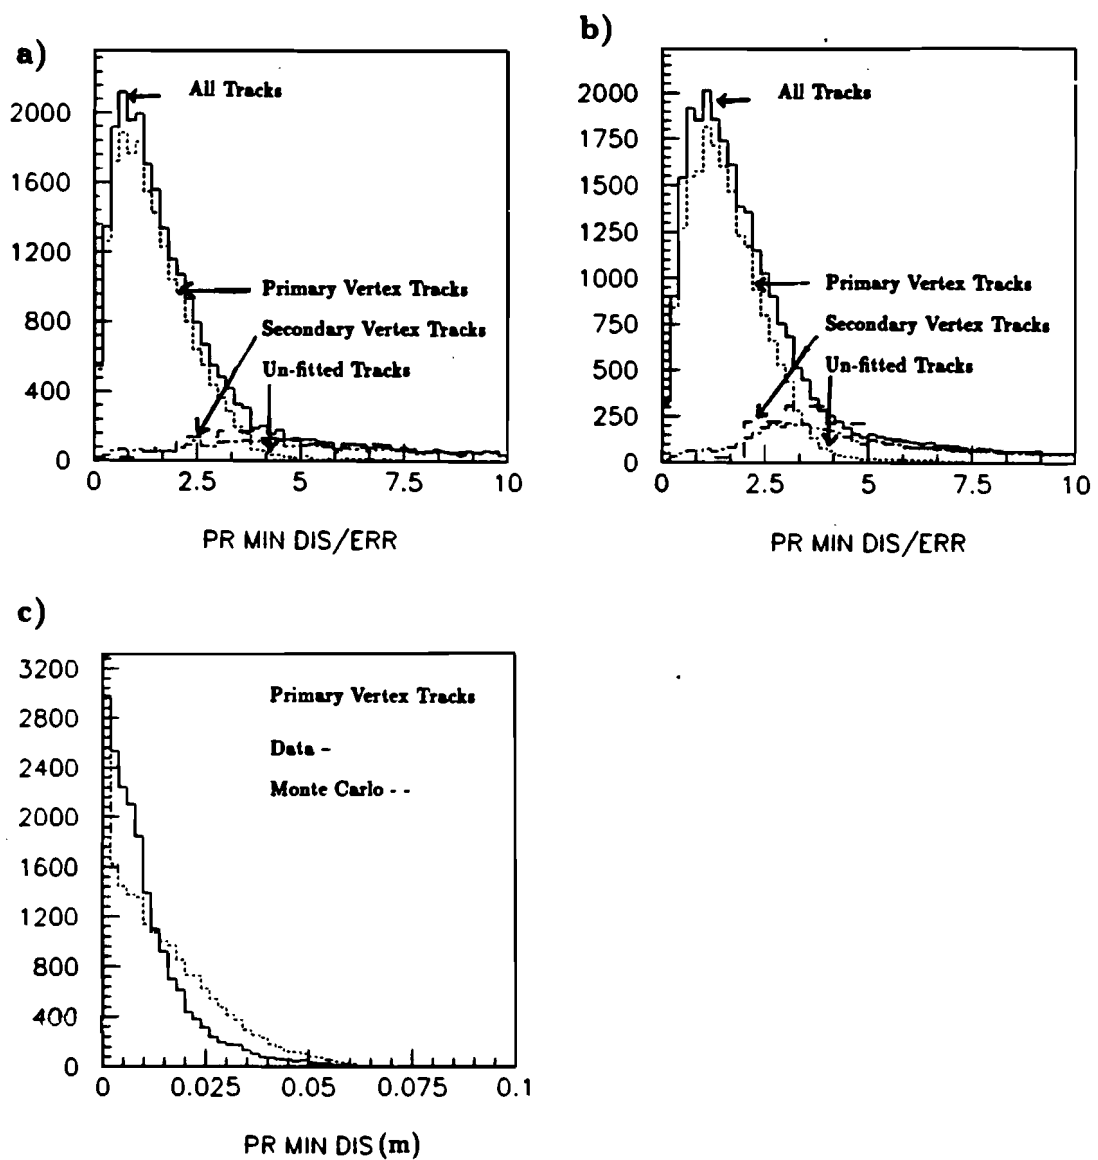 a)
2000
1600
1200
800
400
0
All Tracks
Primary Vertex Tracks
Secondary Vertex Tracks
Un-fitted Tracks
0 2.5 5 7.5 10
PR MIN DIS/ERR
b)
2000
1750
1500
1250
1000
750
500
250
0
All Tracks
Primary Vertex Tracks
Secondary Vertex Tracks
Un-fitted Tracks
0 2.5 5 7.5 10
PR MIN DIS/ERR
c)
3200
2800
2400
2000
1600
1200
800
400
0
Primary Vertex Tracks
Data -
Monte Carlo - -
0 0.025 0.05 0.075 0.1
PR MIN DIS (m)